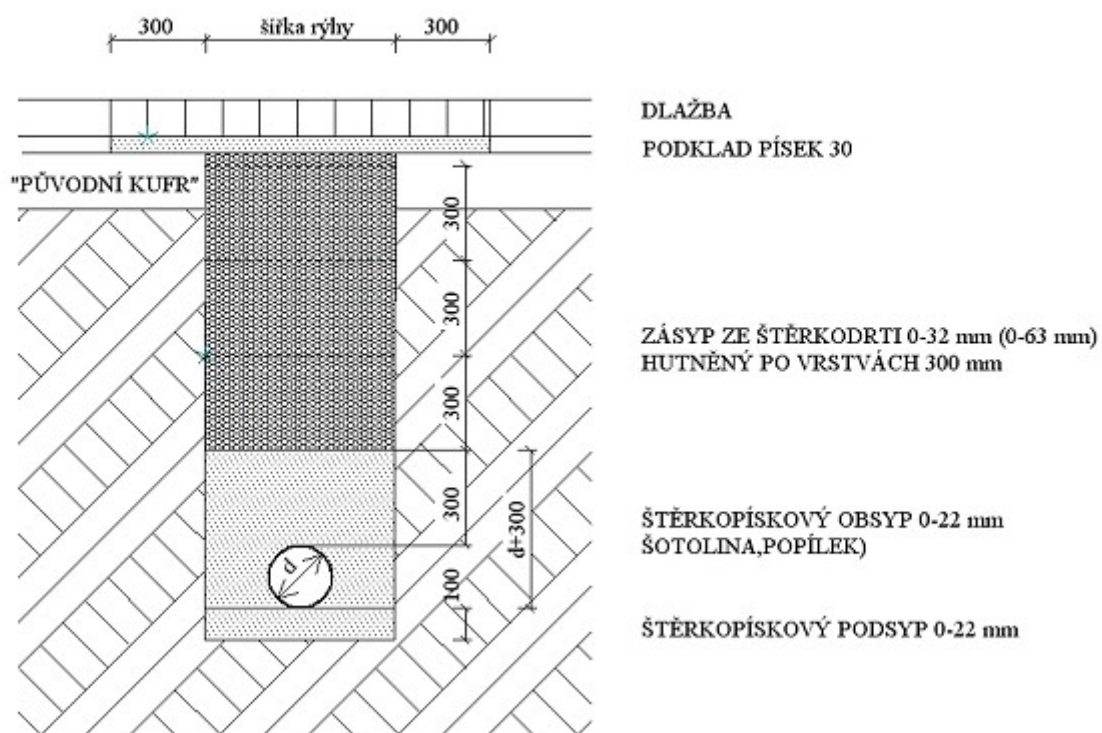 300 šířka rýhy 300
DLAŽBA
PODKLAD PÍSEK 30
"PŮVODNÍ KUFR"
300
300
ZÁSYP ZE ŠTĚRKODRTI 0-32 mm (0-63 mm)
HUTNĚNÝ PO VRSTVÁCH 300 mm
300
300
d+300
ŠTĚRKOPÍSKOVÝ OBSYP 0-22 mm
ŠOTOLINA,POPÍLEK)
d
100
ŠTĚRKOPÍSKOVÝ PODSYP 0-22 mm